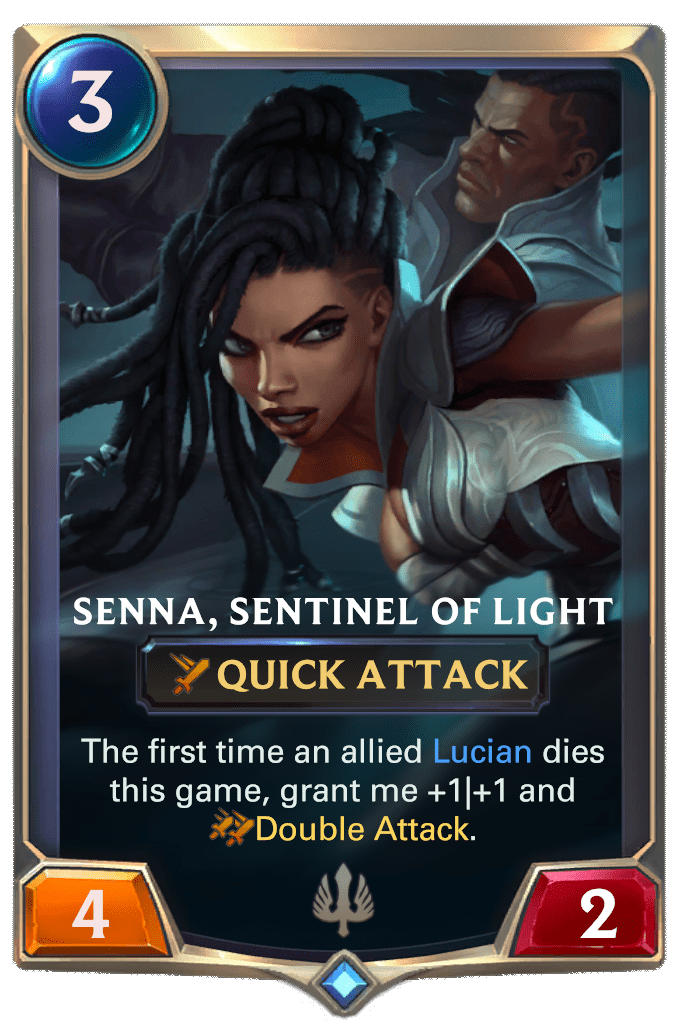 3
SENNA, SENTINEL OF LIGHT
QUICK ATTACK
The first time an allied Lucian dies
this game, grant me +1|+1 and
Double Attack.
4
2